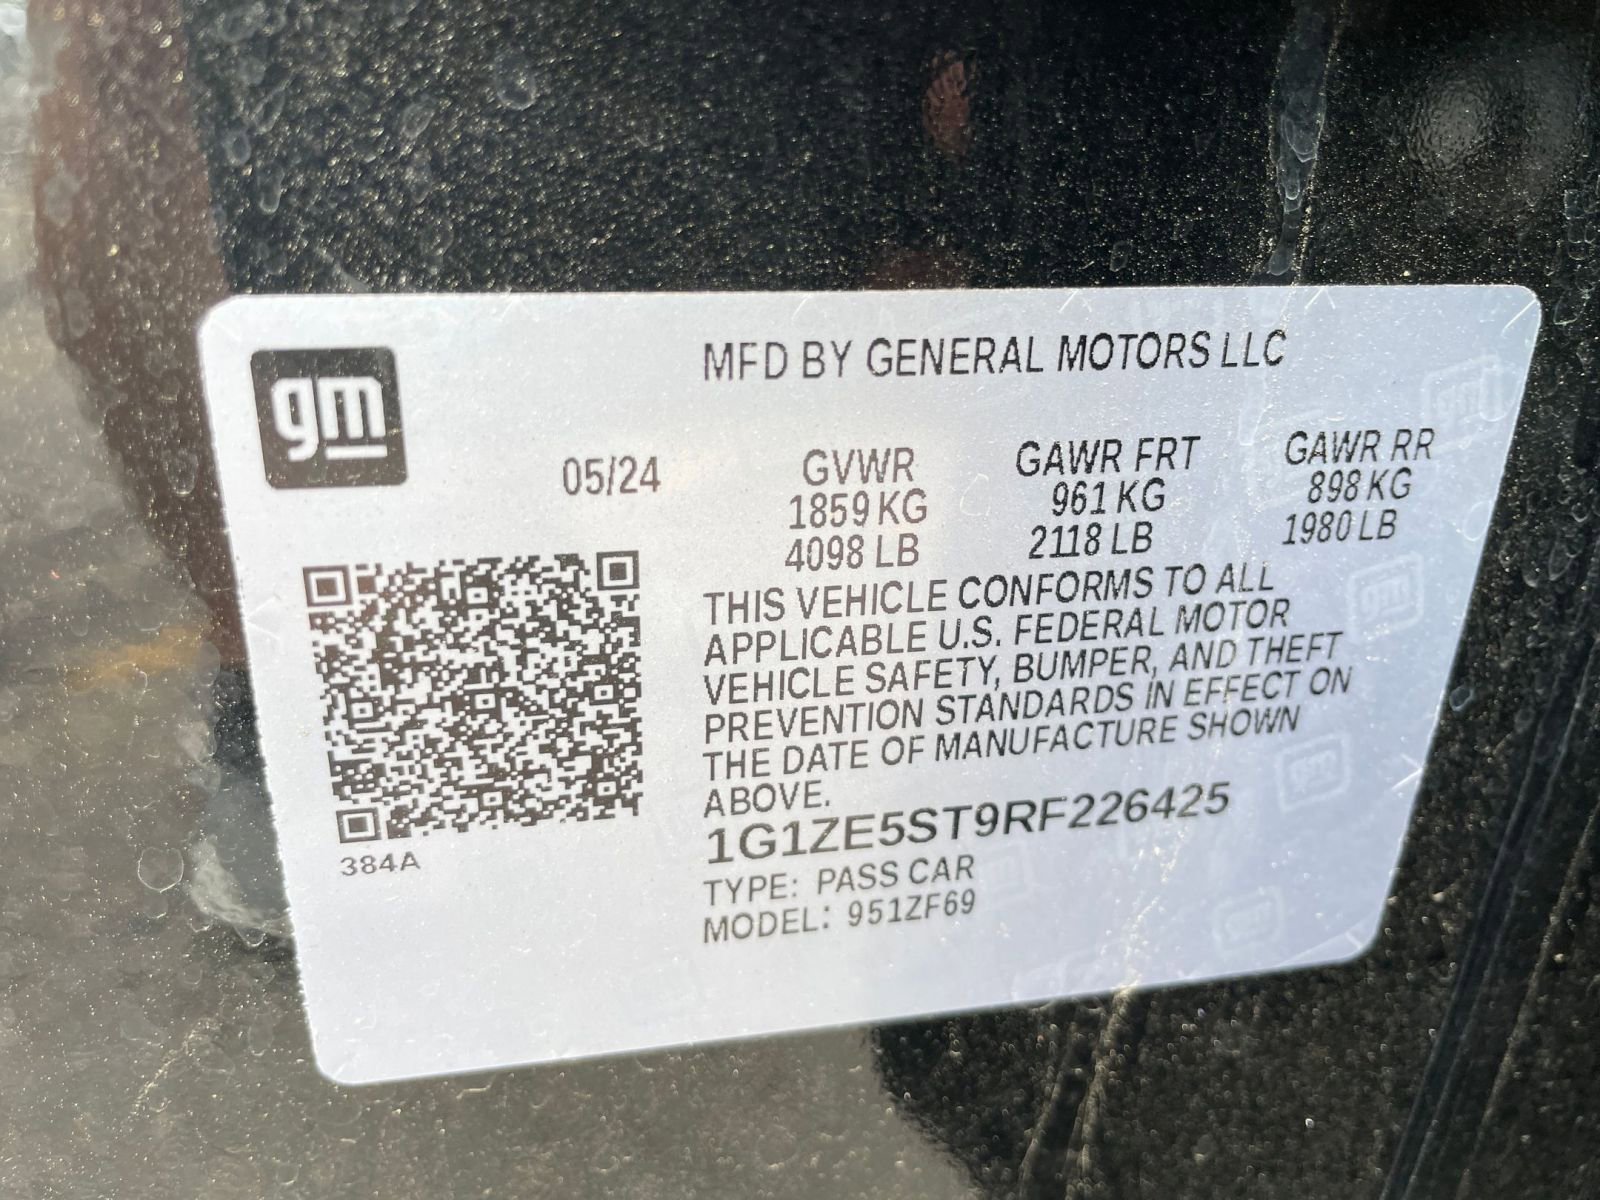 gm
MFD BY GENERAL MOTORS LLC
05/24
GVWR
1859 KG
4098 LB
GAWR FRT
961 KG
2118 LB
GAWR RR
898 KG
1980 LB
THIS VEHICLE CONFORMS TO ALL
APPLICABLE U.S. FEDERAL MOTOR
VEHICLE SAFETY, BUMPER, AND THEFT
PREVENTION STANDARDS IN EFFECT ON
THE DATE OF MANUFACTURE SHOWN
ABOVE.
1G1ZE5ST9RF226425
TYPE: PASS CAR
MODEL: 951ZF69
384A